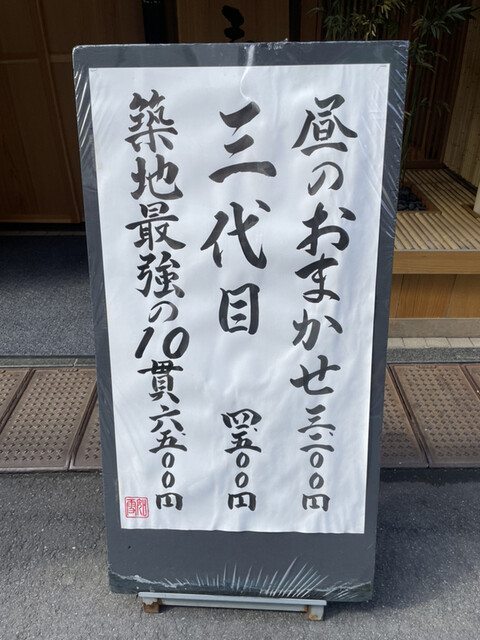 昼のおまかせ三、二〇〇円
三代目 四、五〇〇円
築地最強の10貫六、五〇〇円